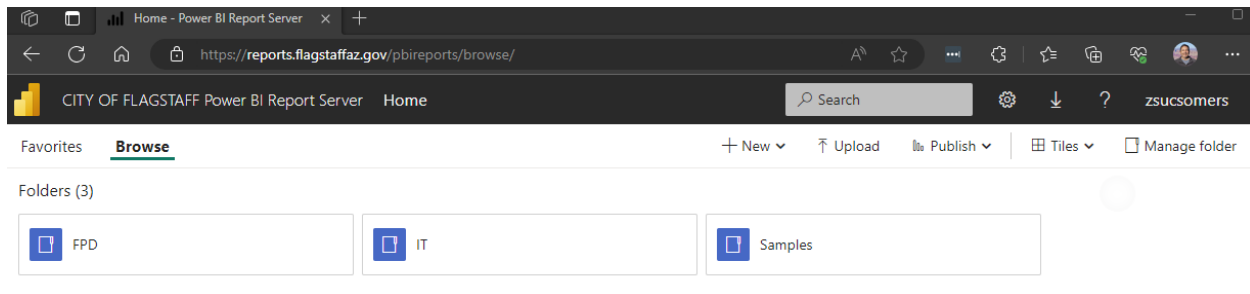 Home - Power BI Report Server
https://reports.flagstaffaz.gov/pbireports/browse/
CITY OF FLAGSTAFF Power BI Report Server Home Search ? zsucsomers
Favorites Browse New Upload Publish Tiles Manage folder
Folders (3)
FPD IT Samples